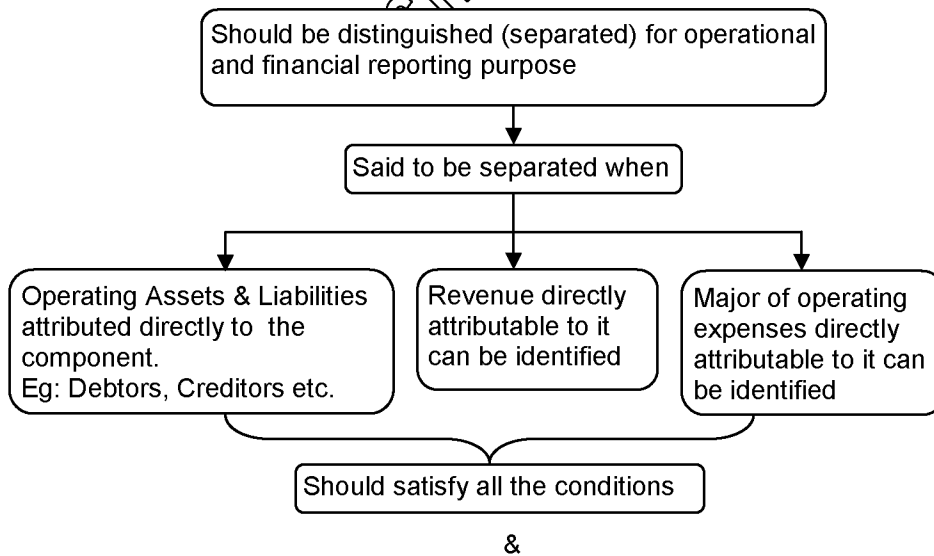 Should be distinguished (separated) for operational
and financial reporting purpose
Said to be separated when
Operating Assets & Liabilities
attributed directly to the
component.
Eg: Debtors, Creditors etc.
Revenue directly
attributable to it
can be identified
Major of operating
expenses directly
attributable to it can
be identified
Should satisfy all the conditions
&